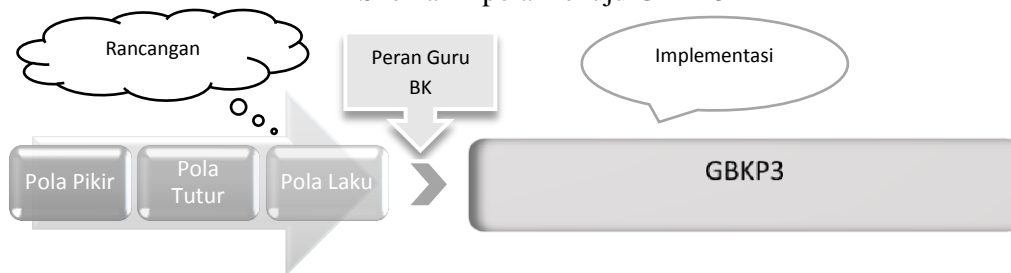 Rancangan
Peran Guru
BK
Implementasi
Pola Pikir
Pola
Tutur
Pola Laku
GBKP3